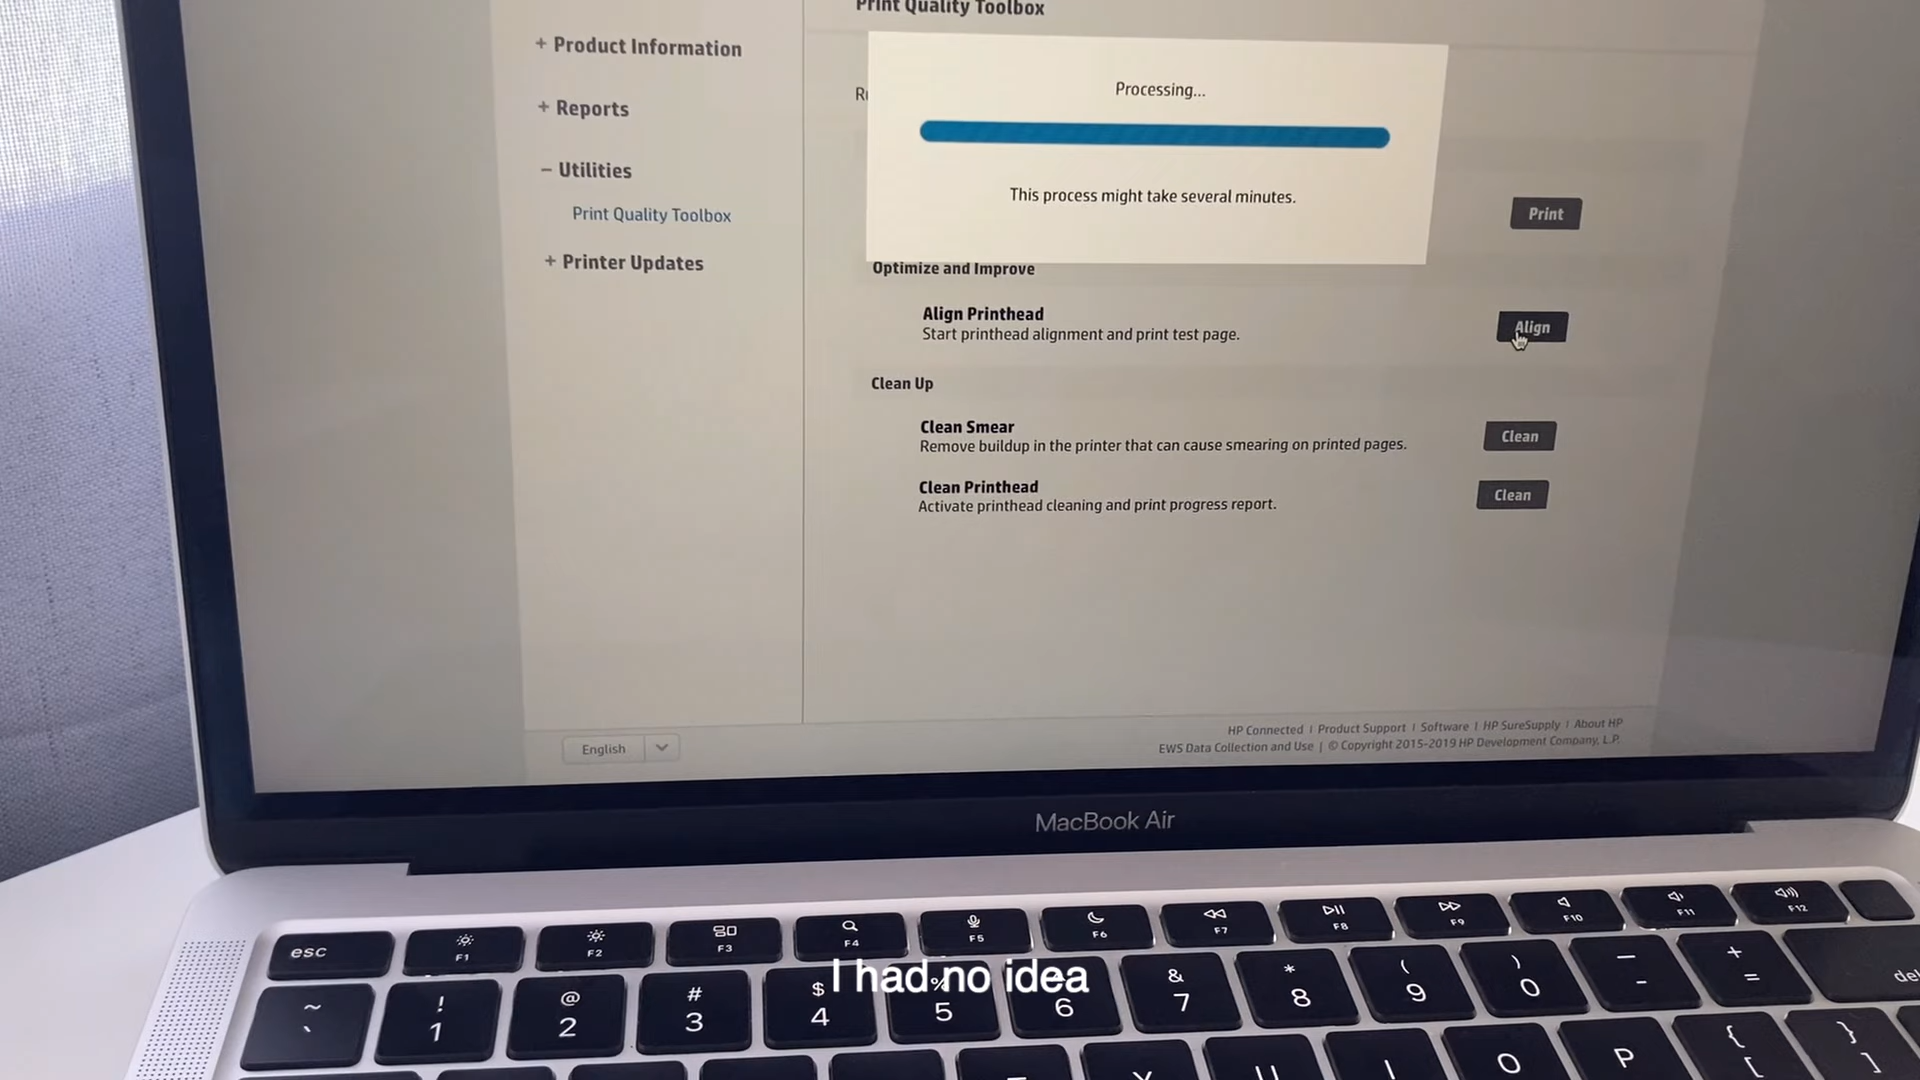 Print Quality Toolbox
+ Product Information
Processing...
+ Reports
This process might take several minutes.
− Utilities
Print Quality Toolbox
Print
+ Printer Updates
Optimize and Improve
Align Printhead
Start printhead alignment and print test page.
Align
Clean Up
Clean Smear
Remove buildup in the printer that can cause smearing on printed pages.
Clean
Clean Printhead
Activate printhead cleaning and print progress report.
Clean
HP Connected | Product Support | Software | HP SureSupply | About HP
EWS Data Collection and Use | © Copyright 2015-2019 HP Development Company, L.P.
English
MacBook Air
esc F1 F2 F3 F4 F5 F6 F7 F8 F9 F10 F11 F12
I had no idea
~ ! @ # $ % & * ( ) — +
` 1 2 3 4 5 6 7 8 9 0 - =
O P { [ } ]